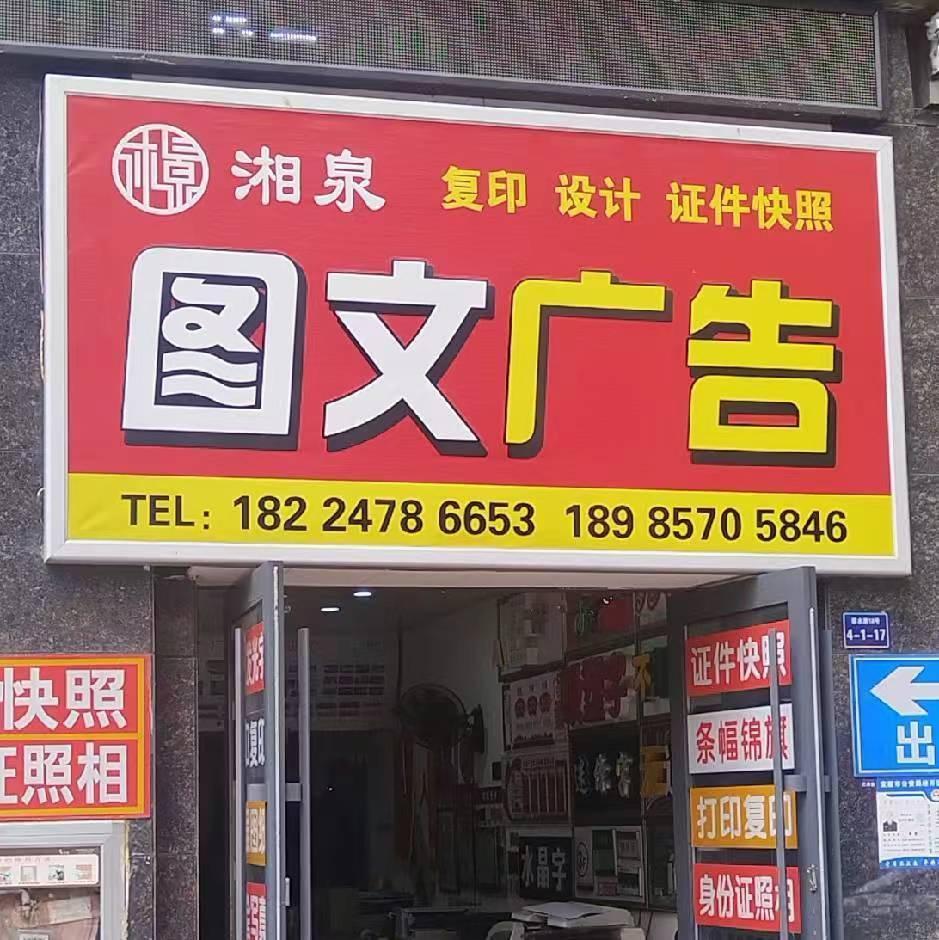 湘泉 复印 设计 证件快照
图文广告
TEL: 182 2478 6653 189 8570 5846
4-1-17
快照
证照相
证件快照
条幅锦旗
打印复印
身份证照相
水晶字
出